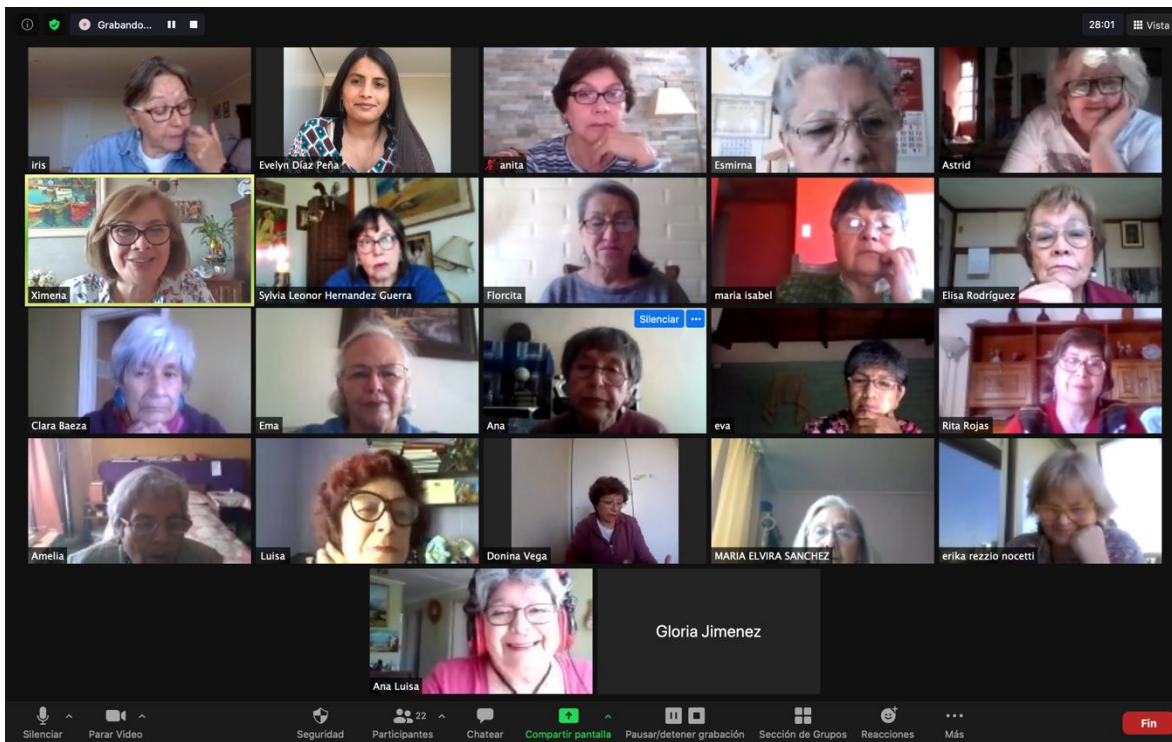 Grabando...
28:01
Vista
iris
Evelyn Díaz Peña
anita
Esmirna
Astrid
Ximena
Sylvia Leonor Hernandez Guerra
Florcita
maria isabel
Elisa Rodríguez
Clara Baeza
Ema
Silenciar
Ana
eva
Rita Rojas
Amelia
Luisa
Donina Vega
MARIA ELVIRA SANCHEZ
erika rezzio nocetti
Ana Luisa
Gloria Jimenez
Silenciar
Parar Video
Seguridad
22
Participantes
Chatear
Compartir pantalla
Pausar/detener grabación
Sección de Grupos
Reacciones
Más
Fin